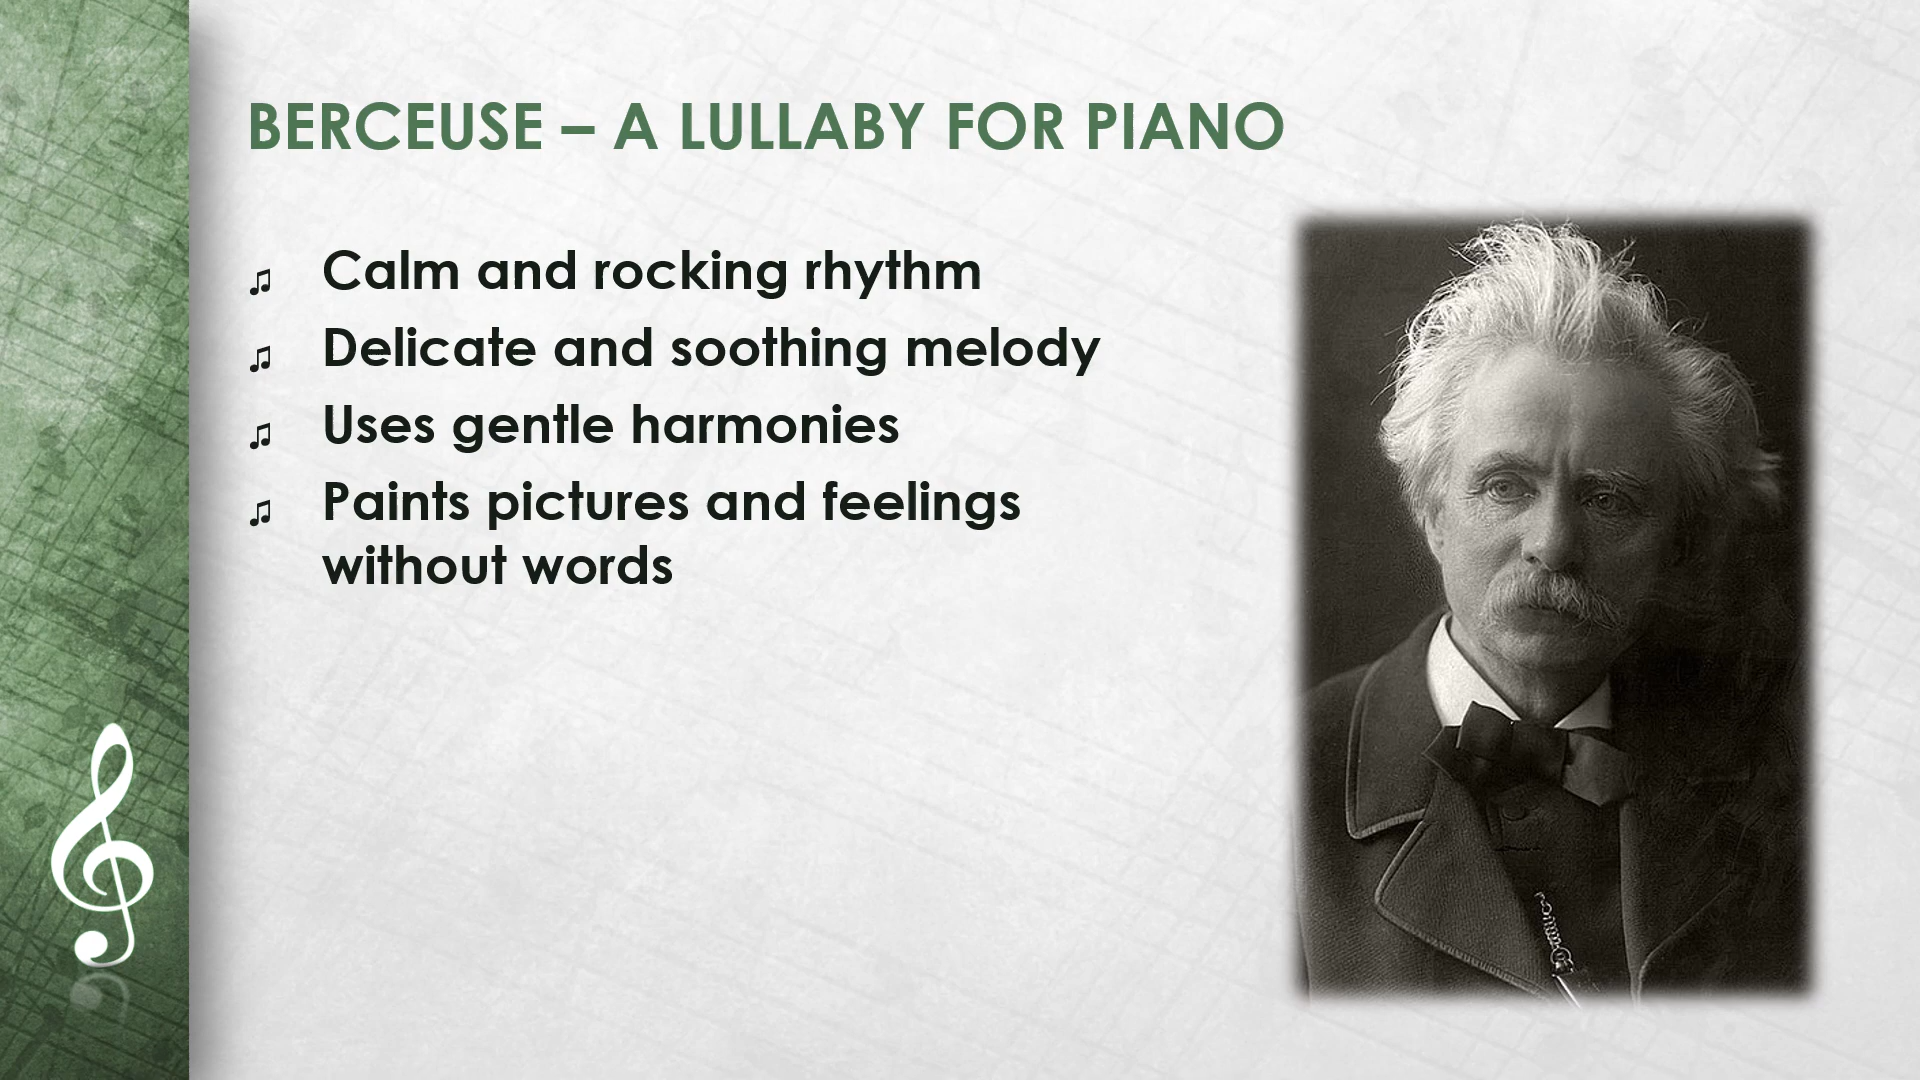 BERCEUSE – A LULLABY FOR PIANO
♫ Calm and rocking rhythm
♫ Delicate and soothing melody
♫ Uses gentle harmonies
♫ Paints pictures and feelings
without words